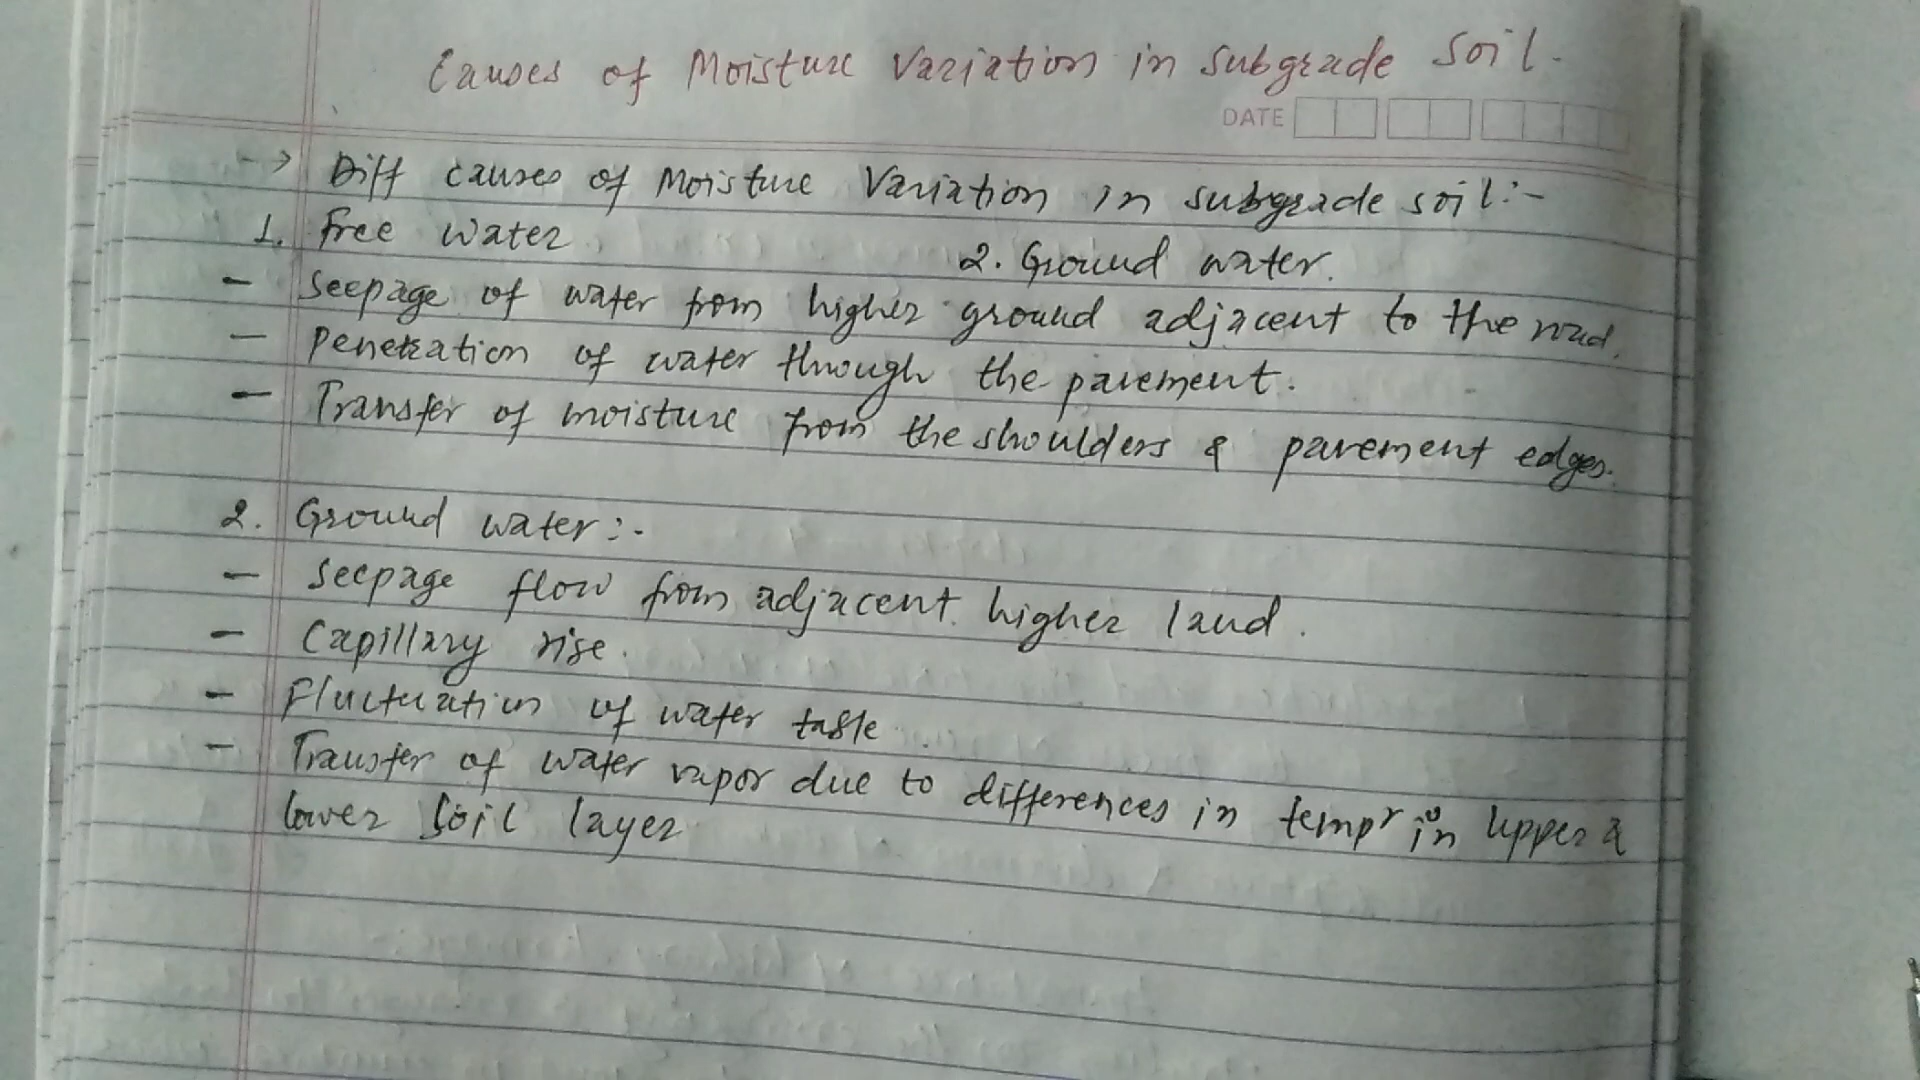 Causes of Moisture Variation in Subgrade Soil.
DATE
→ Diff causes of Moisture Variation in subgrade soil:-
1. Free water 2. Ground water.
- Seepage of water from higher ground adjacent to the road.
- Penetration of water through the pavement.
- Transfer of moisture from the shoulders & pavement edges.
2. Ground water:-
- Seepage flow from adjacent higher land.
- Capillary rise.
- Fluctuation of water table
- Transfer of water vapor due to differences in tempr in upper &
lower soil layer